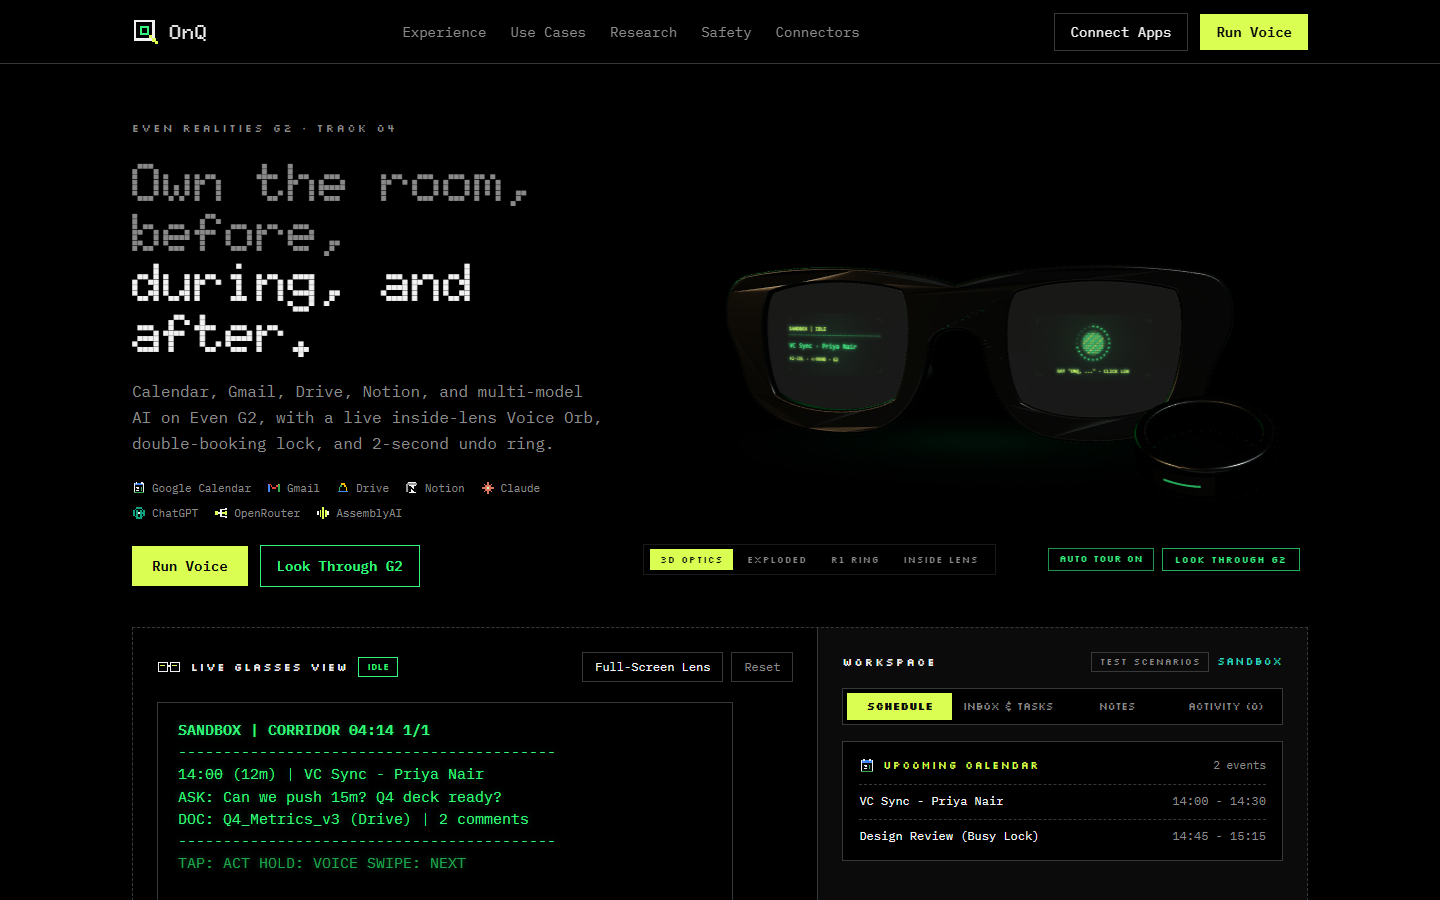 OnQ
Experience Use Cases Research Safety Connectors
Connect Apps
Run Voice
EVEN REALITIES G2 · TRACK 04
Own the room,
before,
during, and
after.
Calendar, Gmail, Drive, Notion, and multi-model
AI on Even G2, with a live inside-lens Voice Orb,
double-booking lock, and 2-second undo ring.
Google Calendar Gmail Drive Notion Claude
ChatGPT OpenRouter AssemblyAI
Run Voice
Look Through G2
SANDBOX | IDLE
VC Sync - Priya Nair
3D OPTICS EXPLODED R1 RING INSIDE LENS
AUTO TOUR ON
LOOK THROUGH G2
LIVE GLASSES VIEW
IDLE
Full-Screen Lens
Reset
SANDBOX | CORRIDOR 04:14 1/1
------------------------------------------
14:00 (12m) | VC Sync - Priya Nair
ASK: Can we push 15m? Q4 deck ready?
DOC: Q4_Metrics_v3 (Drive) | 2 comments
------------------------------------------
TAP: ACT HOLD: VOICE SWIPE: NEXT
WORKSPACE
TEST SCENARIOS
SANDBOX
SCHEDULE INBOX & TASKS NOTES ACTIVITY (0)
UPCOMING CALENDAR
2 events
VC Sync - Priya Nair 14:00 - 14:30
Design Review (Busy Lock) 14:45 - 15:15